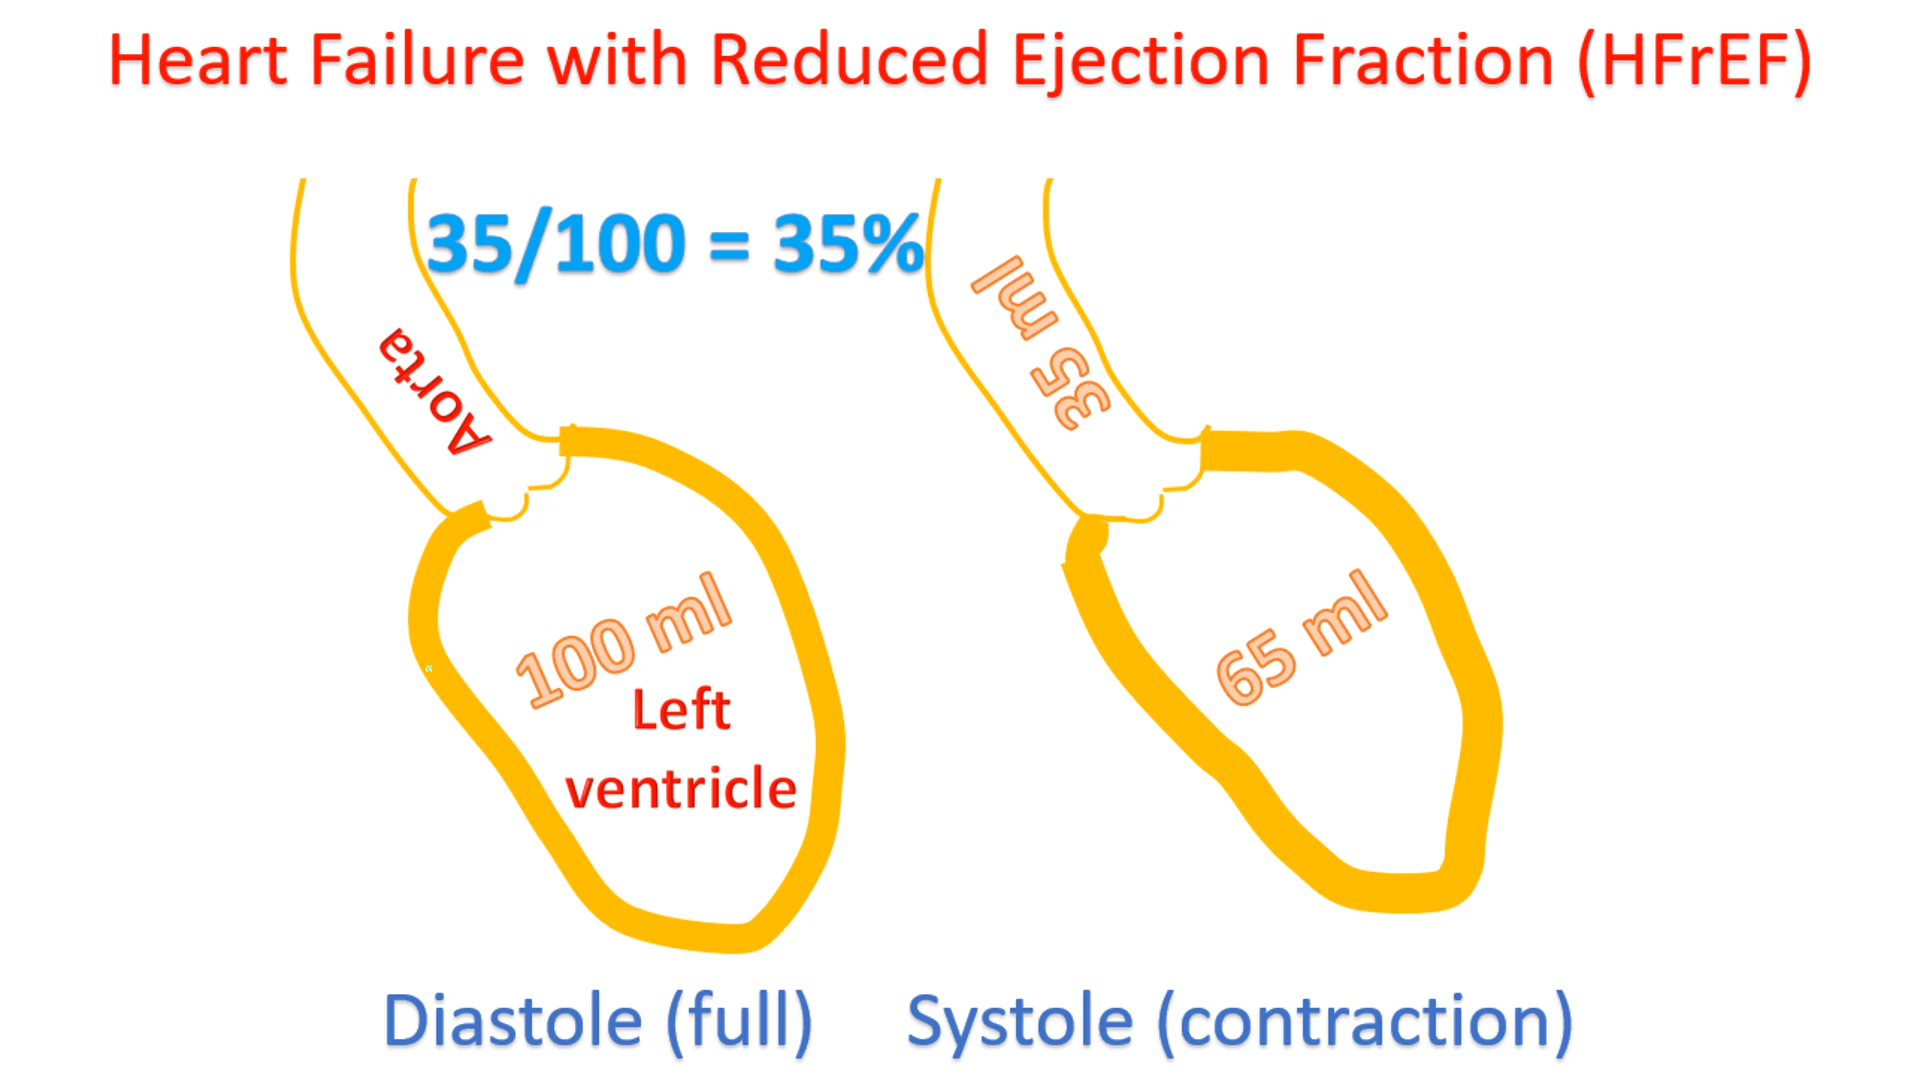 Heart Failure with Reduced Ejection Fraction (HFrEF)
35/100 = 35%
Aorta
35 ml
100 ml
Left
ventricle
65 ml
Diastole (full)
Systole (contraction)